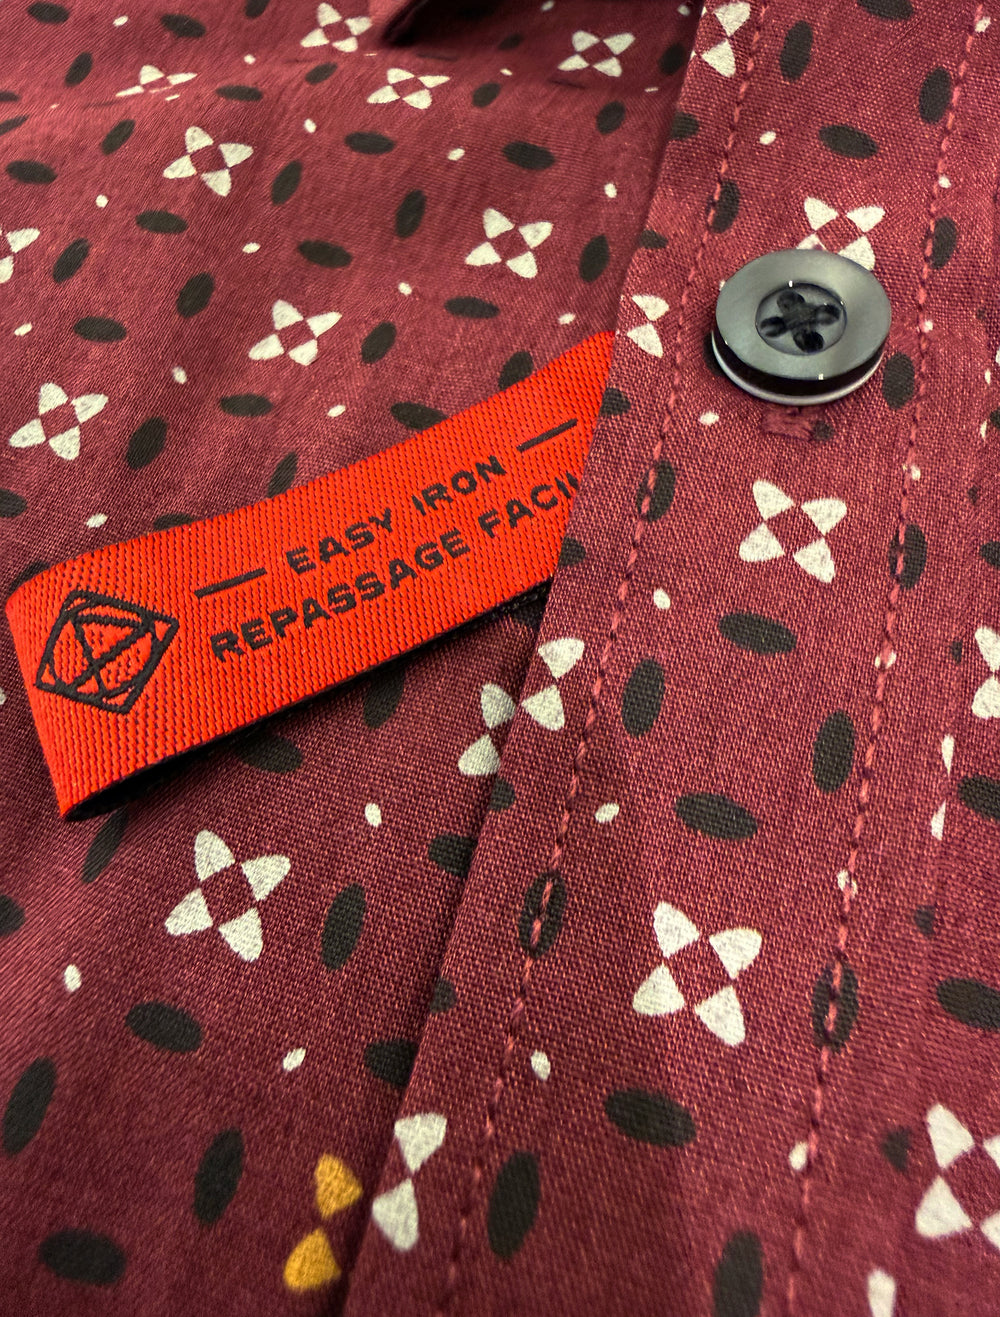 — EASY IRON —
REPASSAGE FACI